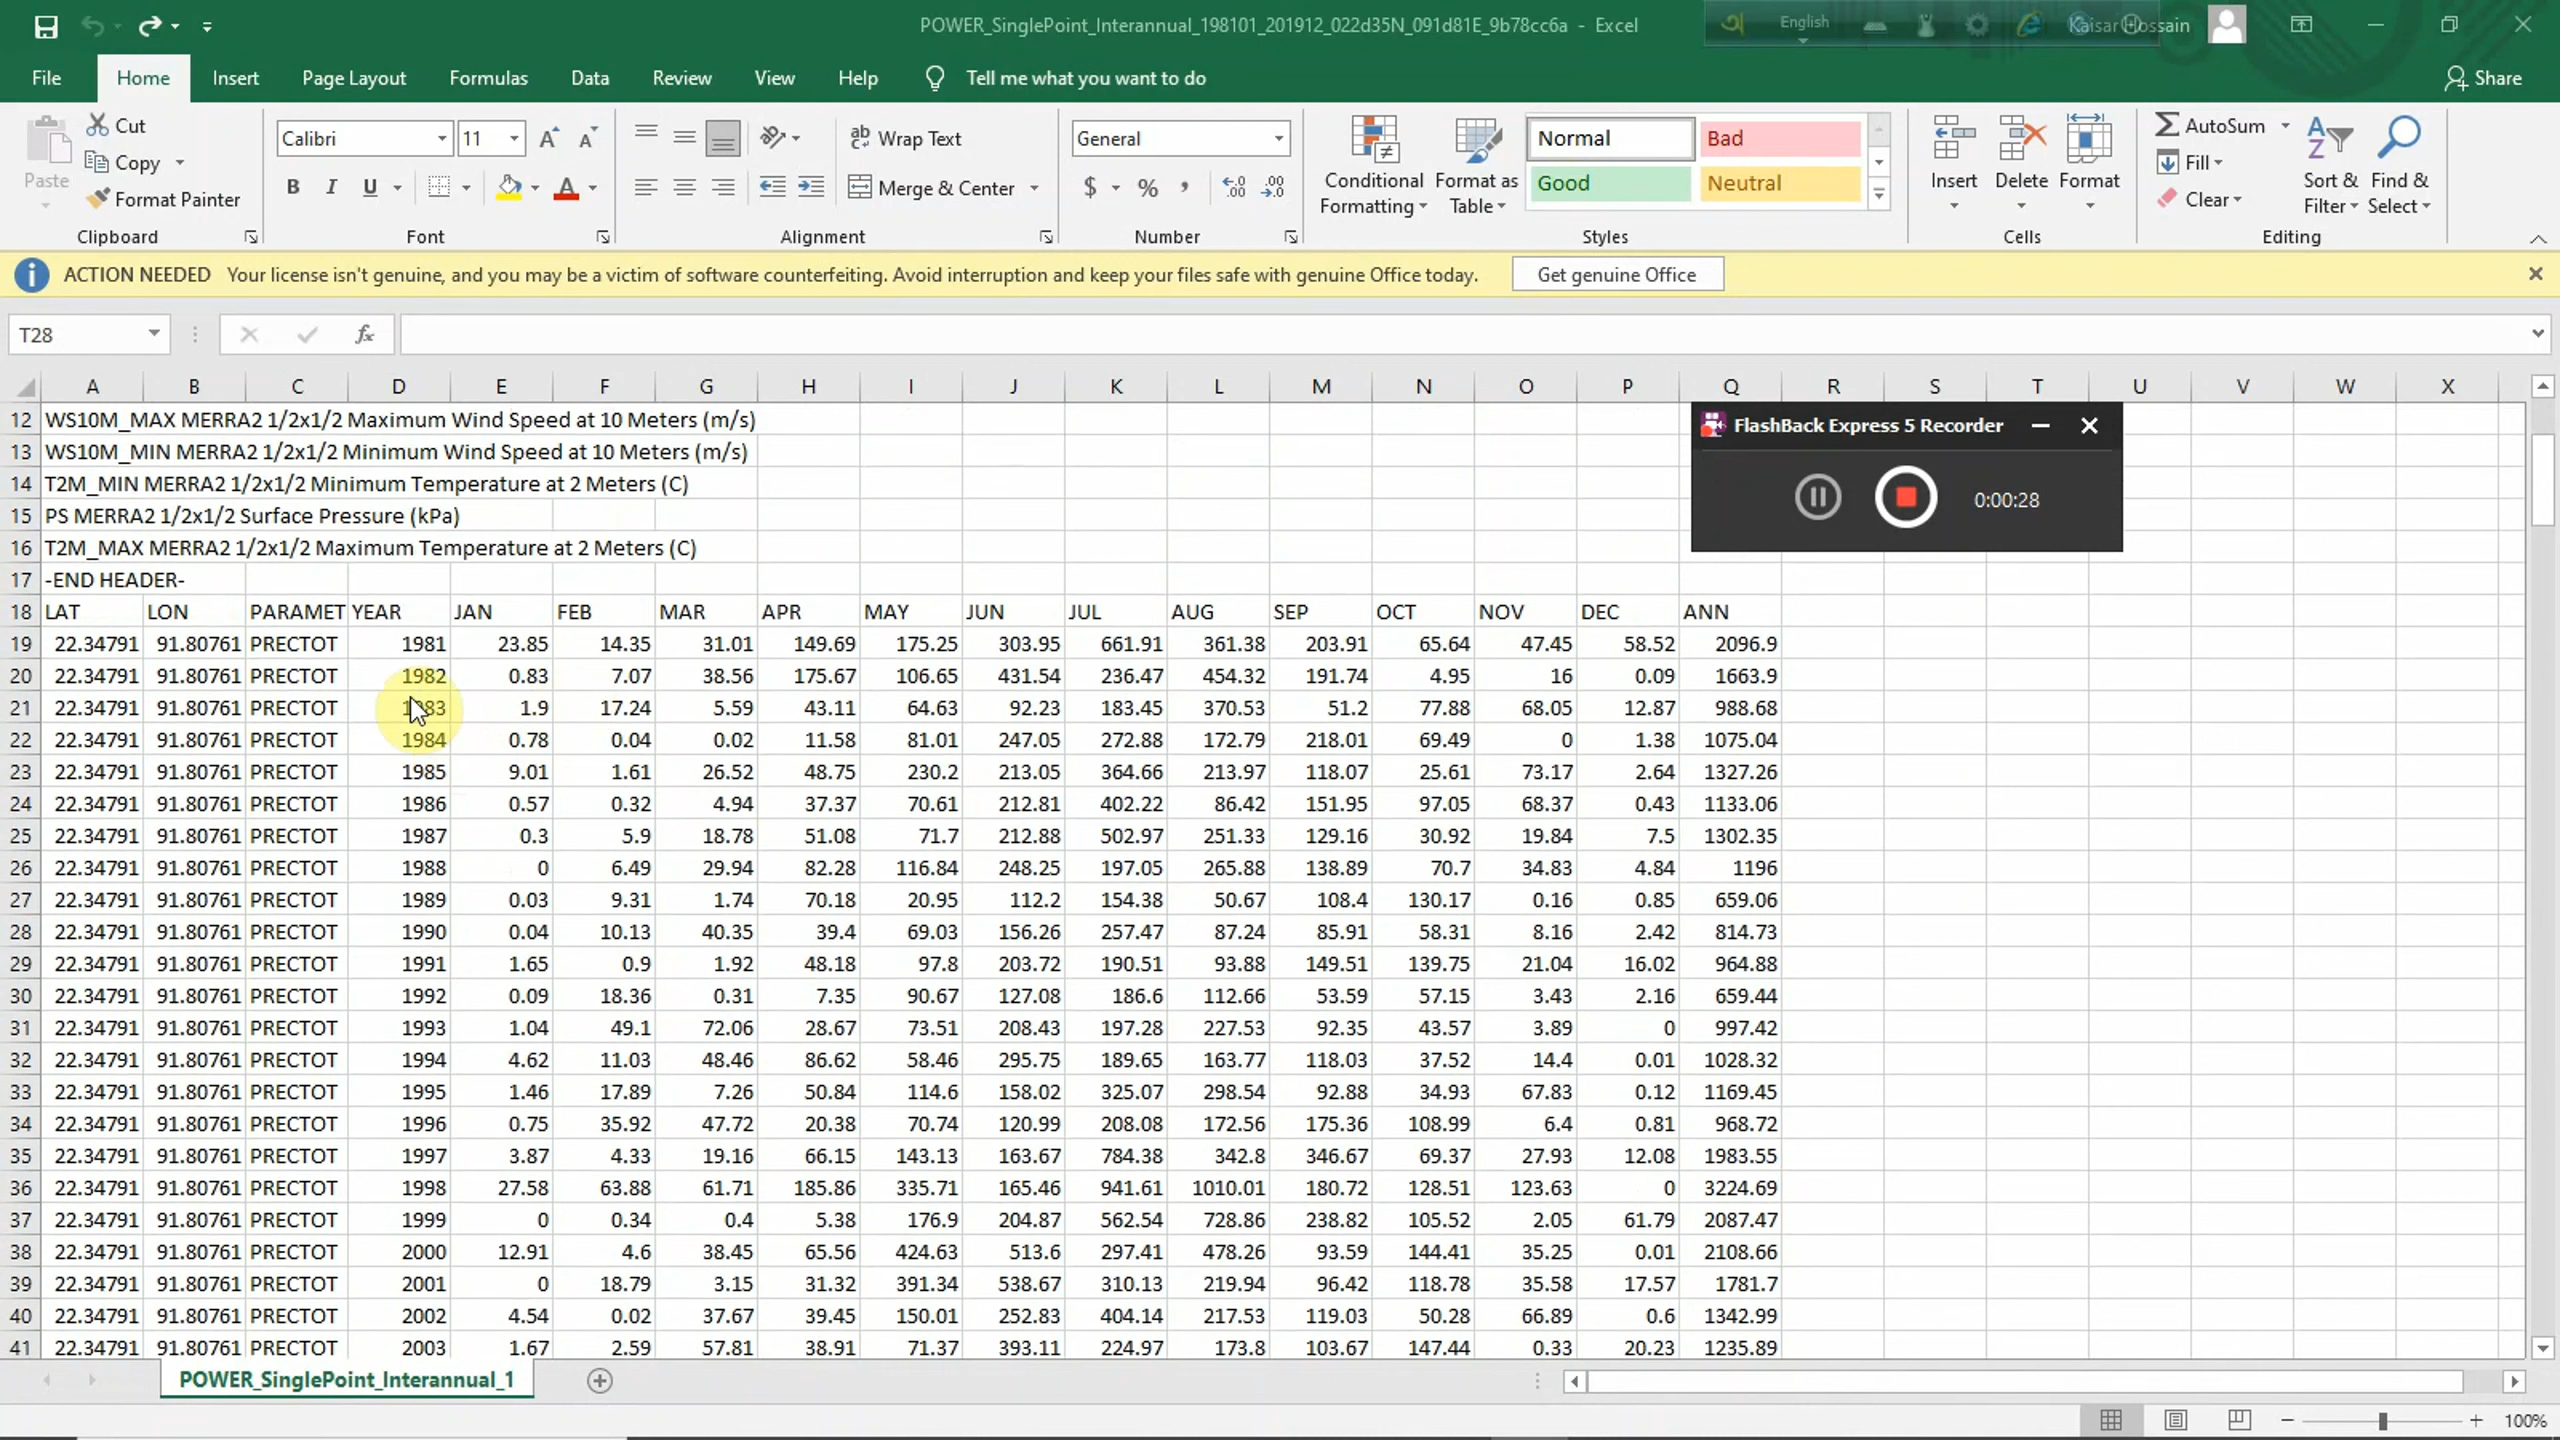 POWER_SinglePoint_Interannual_198101_201912_022d35N_091d81E_9b78cc6a - Excel
English
Kaisar Hossain
File Home Insert Page Layout Formulas Data Review View Help Tell me what you want to do Share
Paste Cut Copy Format Painter Clipboard
Calibri 11 B I U A Font
Wrap Text Merge & Center Alignment
General $ % Number
Conditional Formatting Format as Table
Normal Bad Good Neutral Styles
Insert Delete Format Cells
AutoSum Fill Clear Sort & Filter Find & Select Editing
ACTION NEEDED Your license isn't genuine, and you may be a victim of software counterfeiting. Avoid interruption and keep your files safe with genuine Office today. Get genuine Office
T28 fx
A B C D E F G H I J K L M N O P Q R S T U V W X
12 WS10M_MAX MERRA2 1/2x1/2 Maximum Wind Speed at 10 Meters (m/s)
FlashBack Express 5 Recorder
0:00:28
13 WS10M_MIN MERRA2 1/2x1/2 Minimum Wind Speed at 10 Meters (m/s)
14 T2M_MIN MERRA2 1/2x1/2 Minimum Temperature at 2 Meters (C)
15 PS MERRA2 1/2x1/2 Surface Pressure (kPa)
16 T2M_MAX MERRA2 1/2x1/2 Maximum Temperature at 2 Meters (C)
17 -END HEADER-
18 LAT LON PARAMET YEAR JAN FEB MAR APR MAY JUN JUL AUG SEP OCT NOV DEC ANN
19 22.34791 91.80761 PRECTOT 1981 23.85 14.35 31.01 149.69 175.25 303.95 661.91 361.38 203.91 65.64 47.45 58.52 2096.9
20 22.34791 91.80761 PRECTOT 1982 0.83 7.07 38.56 175.67 106.65 431.54 236.47 454.32 191.74 4.95 16 0.09 1663.9
21 22.34791 91.80761 PRECTOT 1983 1.9 17.24 5.59 43.11 64.63 92.23 183.45 370.53 51.2 77.88 68.05 12.87 988.68
22 22.34791 91.80761 PRECTOT 1984 0.78 0.04 0.02 11.58 81.01 247.05 272.88 172.79 218.01 69.49 0 1.38 1075.04
23 22.34791 91.80761 PRECTOT 1985 9.01 1.61 26.52 48.75 230.2 213.05 364.66 213.97 118.07 25.61 73.17 2.64 1327.26
24 22.34791 91.80761 PRECTOT 1986 0.57 0.32 4.94 37.37 70.61 212.81 402.22 86.42 151.95 97.05 68.37 0.43 1133.06
25 22.34791 91.80761 PRECTOT 1987 0.3 5.9 18.78 51.08 71.7 212.88 502.97 251.33 129.16 30.92 19.84 7.5 1302.35
26 22.34791 91.80761 PRECTOT 1988 0 6.49 29.94 82.28 116.84 248.25 197.05 265.88 138.89 70.7 34.83 4.84 1196
27 22.34791 91.80761 PRECTOT 1989 0.03 9.31 1.74 70.18 20.95 112.2 154.38 50.67 108.4 130.17 0.16 0.85 659.06
28 22.34791 91.80761 PRECTOT 1990 0.04 10.13 40.35 39.4 69.03 156.26 257.47 87.24 85.91 58.31 8.16 2.42 814.73
29 22.34791 91.80761 PRECTOT 1991 1.65 0.9 1.92 48.18 97.8 203.72 190.51 93.88 149.51 139.75 21.04 16.02 964.88
30 22.34791 91.80761 PRECTOT 1992 0.09 18.36 0.31 7.35 90.67 127.08 186.6 112.66 53.59 57.15 3.43 2.16 659.44
31 22.34791 91.80761 PRECTOT 1993 1.04 49.1 72.06 28.67 73.51 208.43 197.28 227.53 92.35 43.57 3.89 0 997.42
32 22.34791 91.80761 PRECTOT 1994 4.62 11.03 48.46 86.62 58.46 295.75 189.65 163.77 118.03 37.52 14.4 0.01 1028.32
33 22.34791 91.80761 PRECTOT 1995 1.46 17.89 7.26 50.84 114.6 158.02 325.07 298.54 92.88 34.93 67.83 0.12 1169.45
34 22.34791 91.80761 PRECTOT 1996 0.75 35.92 47.72 20.38 70.74 120.99 208.08 172.56 175.36 108.99 6.4 0.81 968.72
35 22.34791 91.80761 PRECTOT 1997 3.87 4.33 19.16 66.15 143.13 163.67 784.38 342.8 346.67 69.37 27.93 12.08 1983.55
36 22.34791 91.80761 PRECTOT 1998 27.58 63.88 61.71 185.86 335.71 165.46 941.61 1010.01 180.72 128.51 123.63 0 3224.69
37 22.34791 91.80761 PRECTOT 1999 0 0.34 0.4 5.38 176.9 204.87 562.54 728.86 238.82 105.52 2.05 61.79 2087.47
38 22.34791 91.80761 PRECTOT 2000 12.91 4.6 38.45 65.56 424.63 513.6 297.41 478.26 93.59 144.41 35.25 0.01 2108.66
39 22.34791 91.80761 PRECTOT 2001 0 18.79 3.15 31.32 391.34 538.67 310.13 219.94 96.42 118.78 35.58 17.57 1781.7
40 22.34791 91.80761 PRECTOT 2002 4.54 0.02 37.67 39.45 150.01 252.83 404.14 217.53 119.03 50.28 66.89 0.6 1342.99
41 22.34791 91.80761 PRECTOT 2003 1.67 2.59 57.81 38.91 71.37 393.11 224.97 173.8 103.67 147.44 0.33 20.23 1235.89
POWER_SinglePoint_Interannual_1
100%